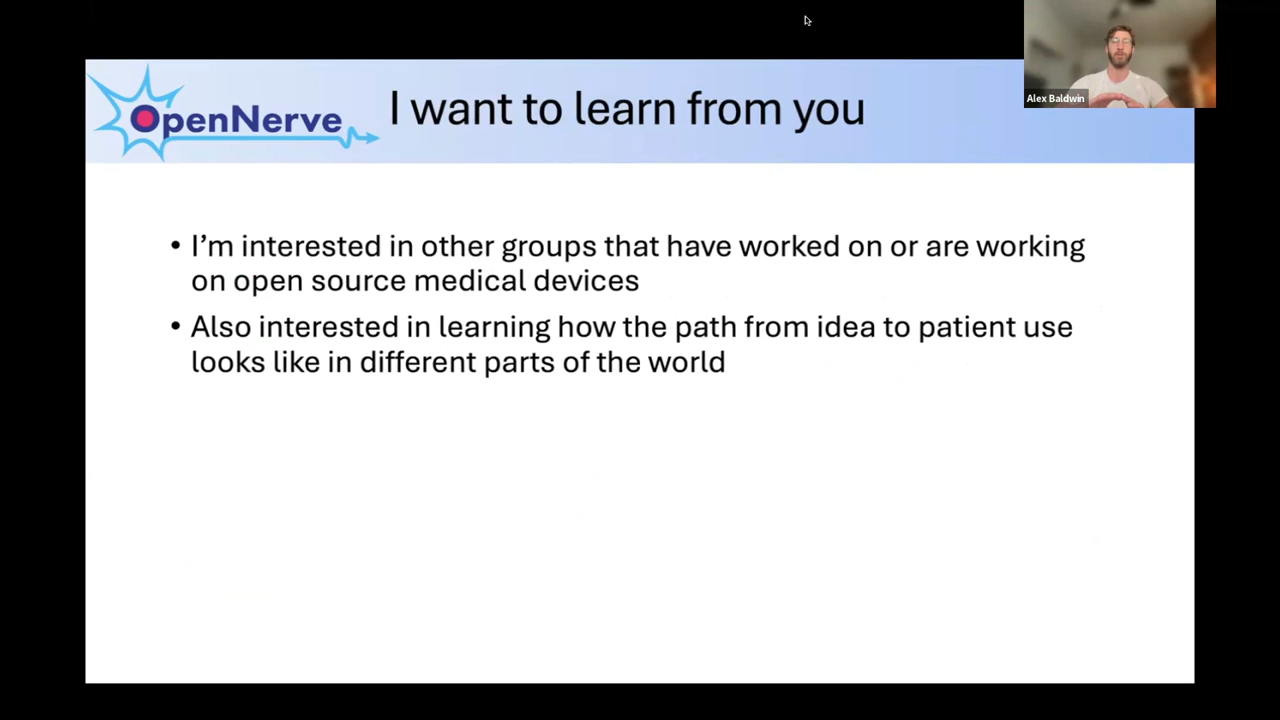 OpenNerve
I want to learn from you
Alex Baldwin
• I’m interested in other groups that have worked on or are working
on open source medical devices
• Also interested in learning how the path from idea to patient use
looks like in different parts of the world